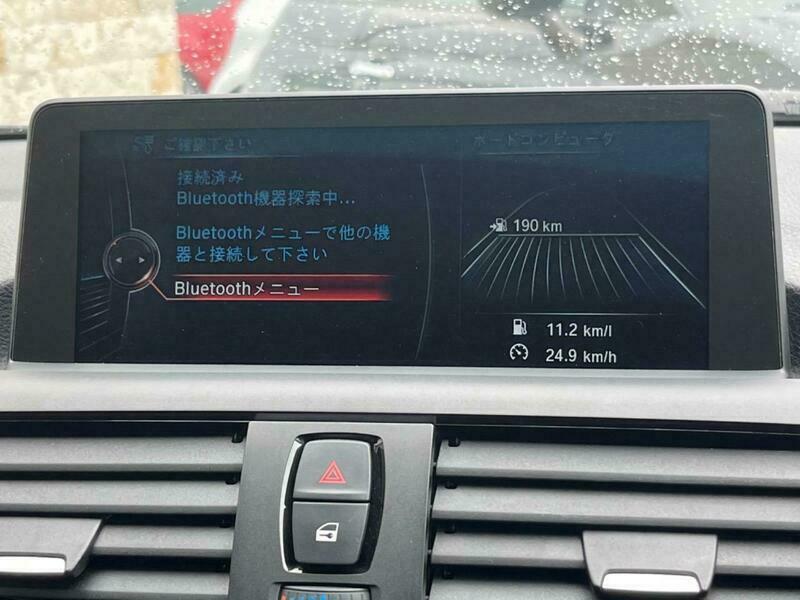 ご確認下さい
接続済み
Bluetooth機器探索中...
Bluetoothメニューで他の機
器と接続して下さい
Bluetoothメニュー
ボードコンピュータ
190 km
11.2 km/l
24.9 km/h